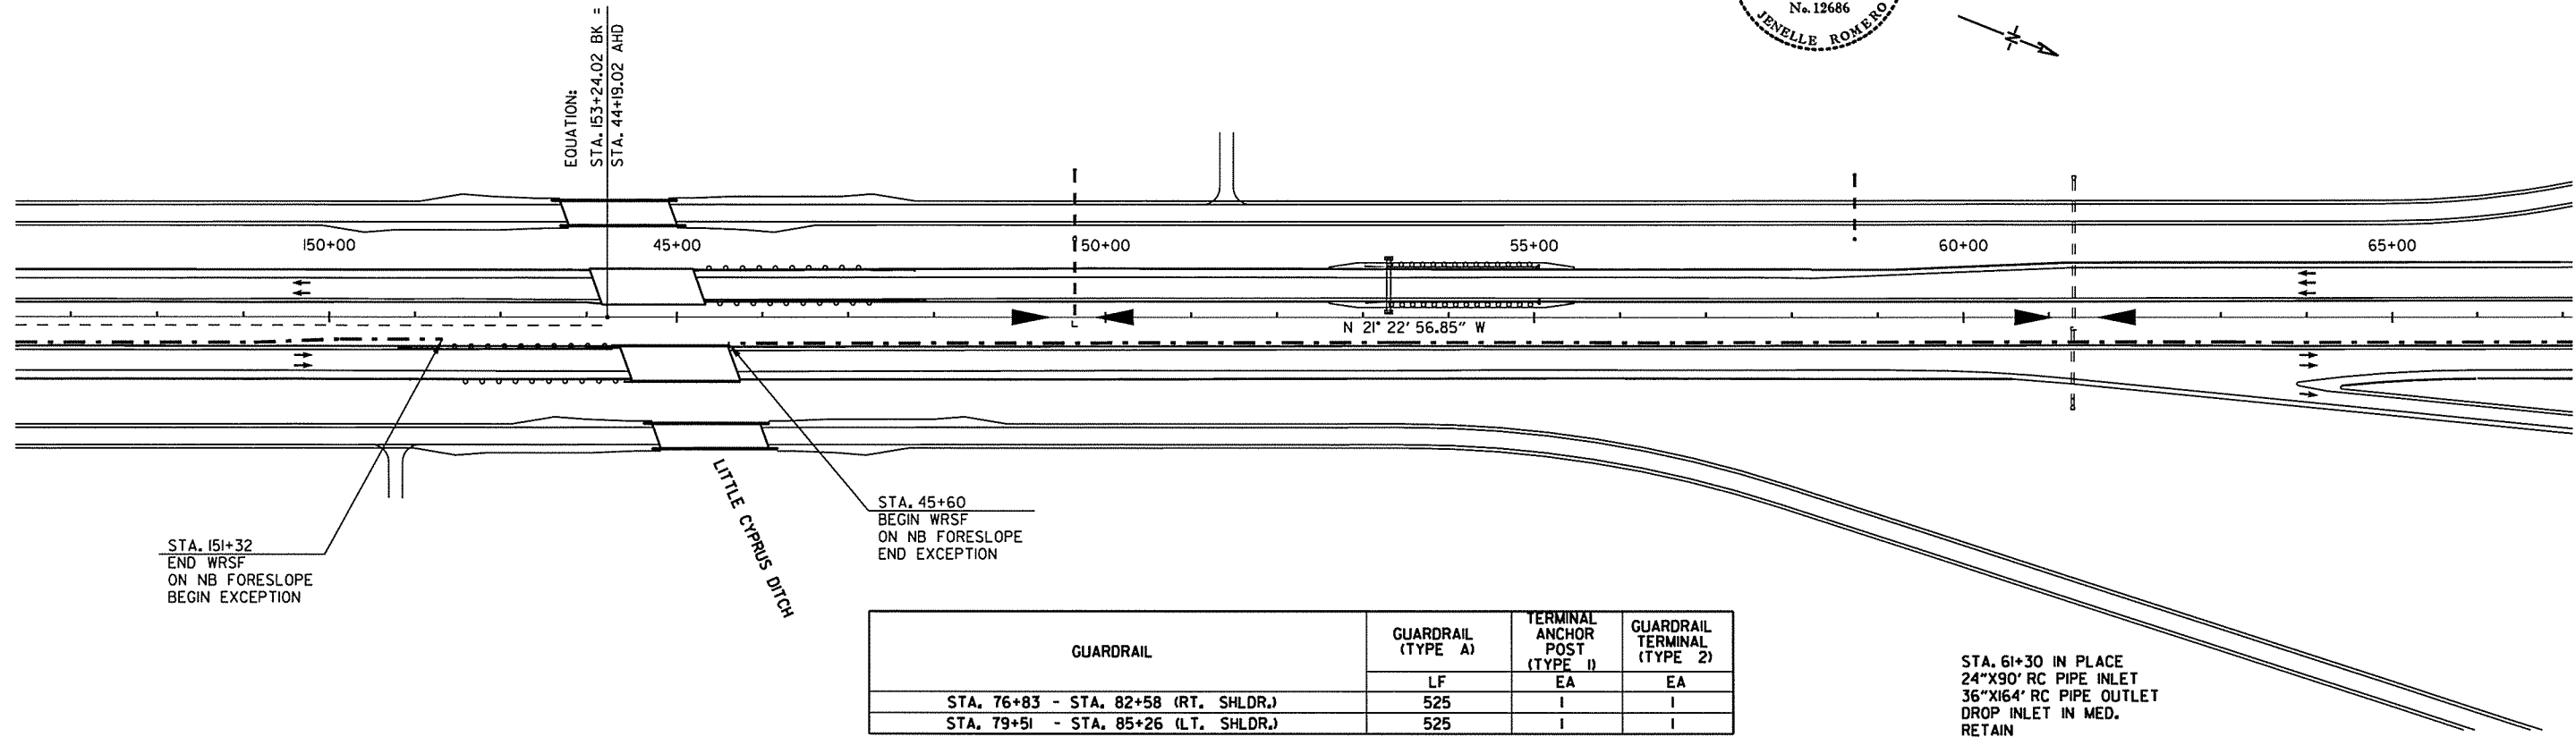 No. 12686
JENELLE ROMERO
N
EQUATION:
STA. 153+24.02 BK =
STA. 44+19.02 AHD
150+00
45+00
50+00
55+00
60+00
65+00
N 21° 22' 56.85" W
STA. 151+32
END WRSF
ON NB FORESLOPE
BEGIN EXCEPTION
LITTLE CYPRUS DITCH
STA. 45+60
BEGIN WRSF
ON NB FORESLOPE
END EXCEPTION
GUARDRAIL
GUARDRAIL
(TYPE A)
TERMINAL
ANCHOR
POST
(TYPE 1)
GUARDRAIL
TERMINAL
(TYPE 2)
LF EA EA
STA. 76+83 - STA. 82+58 (RT. SHLDR.) 525 1 1
STA. 79+51 - STA. 85+26 (LT. SHLDR.) 525 1 1
STA. 61+30 IN PLACE
24"X90' RC PIPE INLET
36"X164' RC PIPE OUTLET
DROP INLET IN MED.
RETAIN